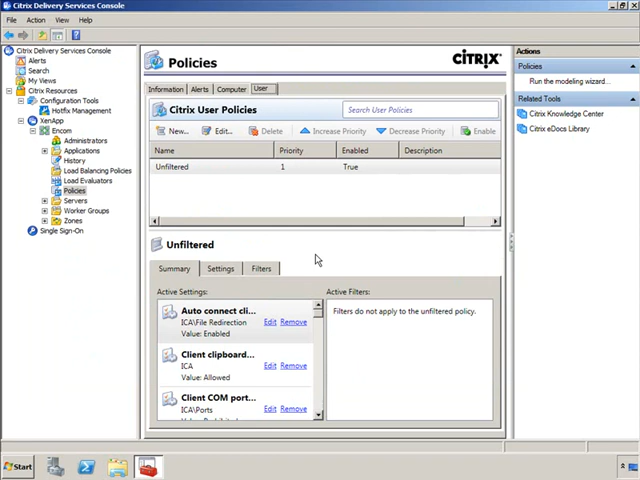 Citrix Delivery Services Console
File Action View Help
Citrix Delivery Services Console
Alerts
Search
My Views
Citrix Resources
Configuration Tools
Hotfix Management
XenApp
Encom
Administrators
Applications
History
Load Balancing Policies
Load Evaluators
Policies
Servers
Worker Groups
Zones
Single Sign-On
Policies
CITRIX
Information Alerts Computer User
Citrix User Policies
Search User Policies
New... Edit... Delete Increase Priority Decrease Priority Enable
Name Priority Enabled Description
Unfiltered 1 True
Unfiltered
Summary Settings Filters
Active Settings:
Auto connect cli...
ICA\File Redirection Edit Remove
Value: Enabled
Client clipboard...
ICA Edit Remove
Value: Allowed
Client COM port...
ICA\Ports Edit Remove
Active Filters:
Filters do not apply to the unfiltered policy.
Actions
Policies
Run the modeling wizard...
Related Tools
Citrix Knowledge Center
Citrix eDocs Library
Start